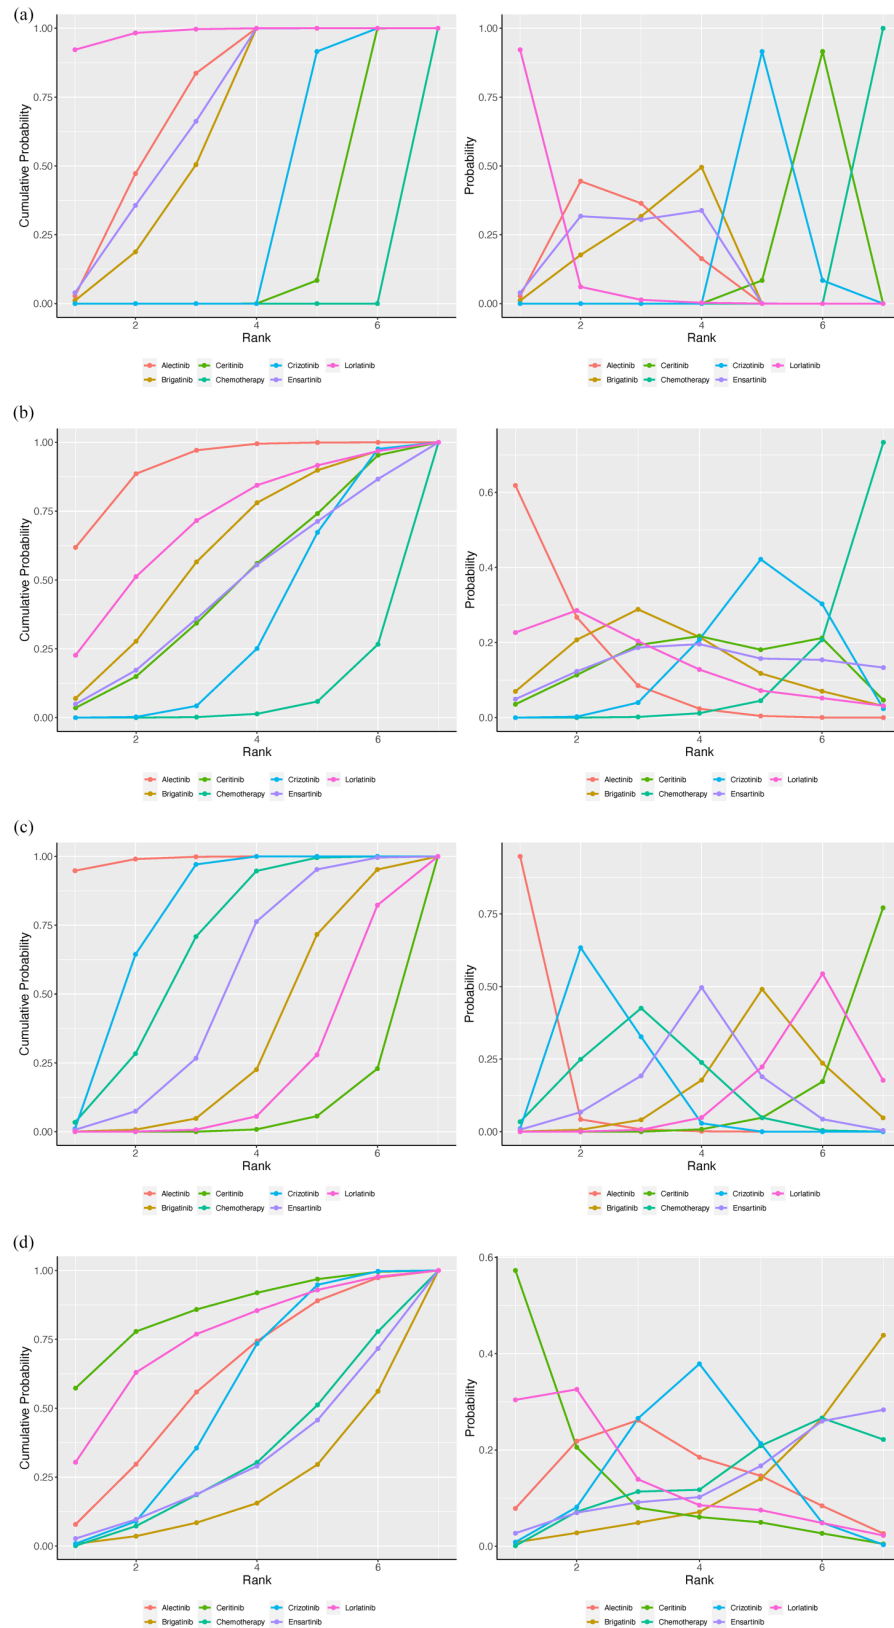 (a)
1.00
0.75
0.50
0.25
0.00
Cumulative Probability
2 4 6
Rank
Alectinib Ceritinib Crizotinib Lorlatinib
Brigatinib Chemotherapy Ensartinib
1.00
0.75
0.50
0.25
0.00
Probability
2 4 6
Rank
Alectinib Ceritinib Crizotinib Lorlatinib
Brigatinib Chemotherapy Ensartinib
(b)
1.00
0.75
0.50
0.25
0.00
Cumulative Probability
2 4 6
Rank
Alectinib Ceritinib Crizotinib Lorlatinib
Brigatinib Chemotherapy Ensartinib
0.6
0.4
0.2
0.0
Probability
2 4 6
Rank
Alectinib Ceritinib Crizotinib Lorlatinib
Brigatinib Chemotherapy Ensartinib
(c)
1.00
0.75
0.50
0.25
0.00
Cumulative Probability
2 4 6
Rank
Alectinib Ceritinib Crizotinib Lorlatinib
Brigatinib Chemotherapy Ensartinib
0.75
0.50
0.25
0.00
Probability
2 4 6
Rank
Alectinib Ceritinib Crizotinib Lorlatinib
Brigatinib Chemotherapy Ensartinib
(d)
1.00
0.75
0.50
0.25
0.00
Cumulative Probability
2 4 6
Rank
Alectinib Ceritinib Crizotinib Lorlatinib
Brigatinib Chemotherapy Ensartinib
0.6
0.4
0.2
0.0
Probability
2 4 6
Rank
Alectinib Ceritinib Crizotinib Lorlatinib
Brigatinib Chemotherapy Ensartinib